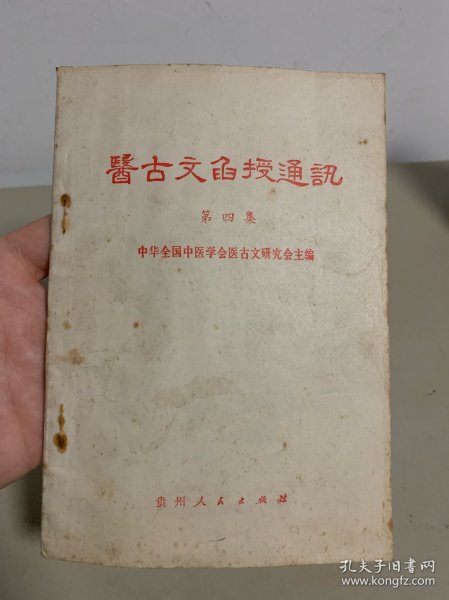 醫古文函授通訊
第四集
中华全国中医学会医古文研究会主编
贵州人民出版社
孔夫子旧书网
www.kongfz.com